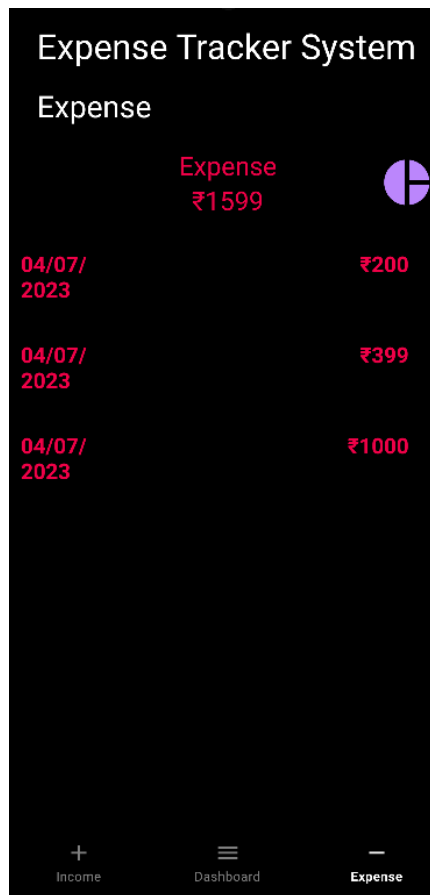 Expense Tracker System
Expense
Expense
₹1599
04/07/
2023
₹200
04/07/
2023
₹399
04/07/
2023
₹1000
Income
Dashboard
Expense